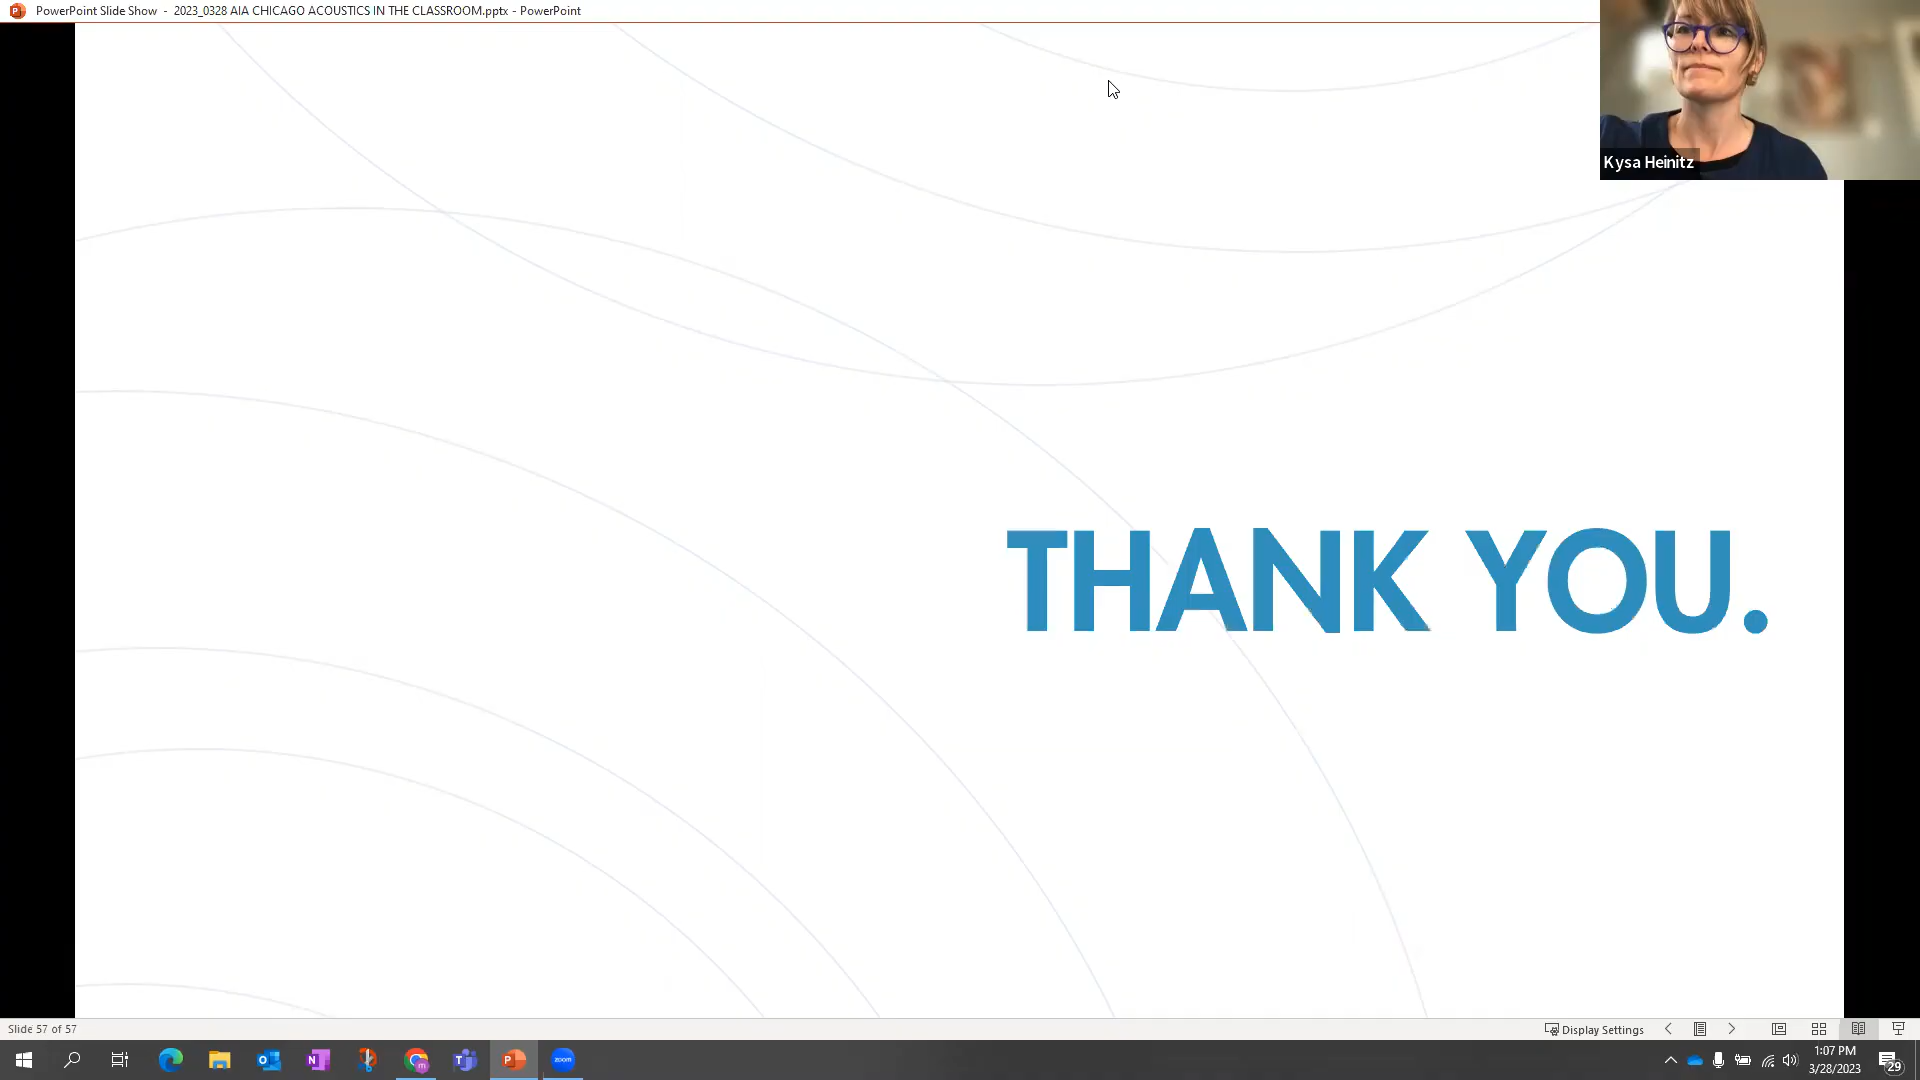 PowerPoint Slide Show - 2023_0328 AIA CHICAGO ACOUSTICS IN THE CLASSROOM.pptx - PowerPoint
Kysa Heinitz
THANK YOU.
Slide 57 of 57
Display Settings
zoom
1:07 PM
3/28/2023
29